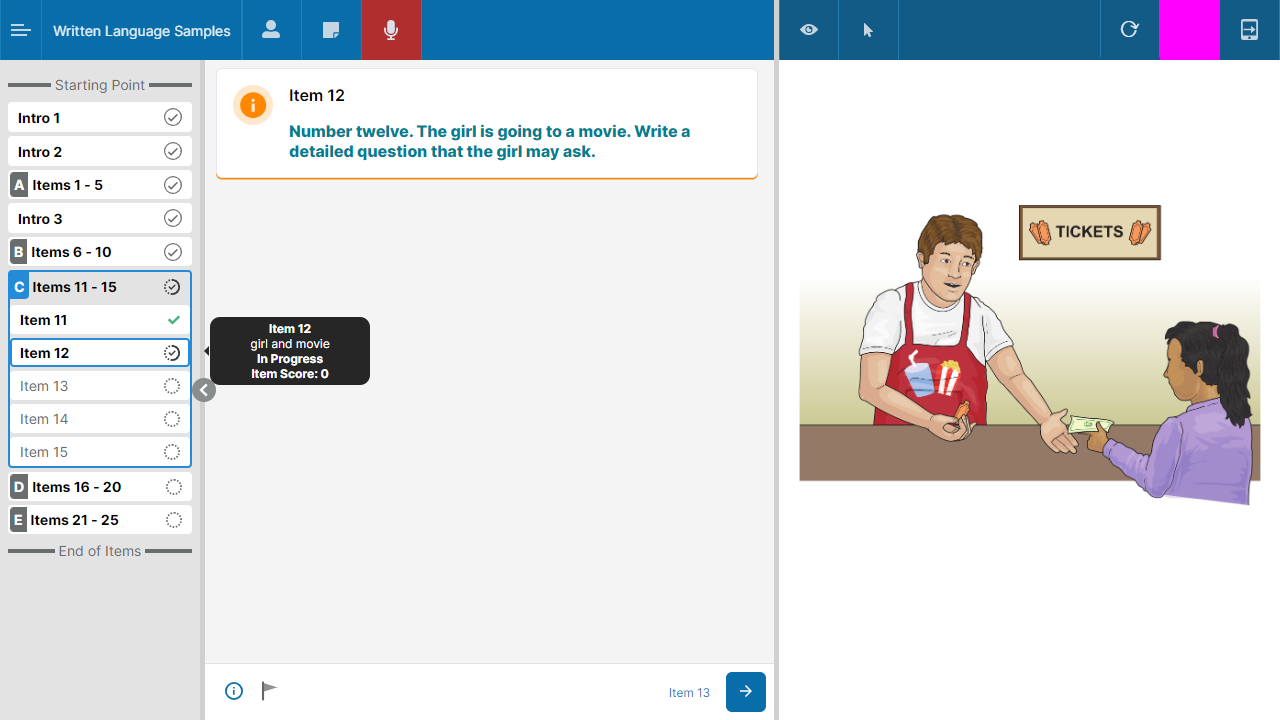 Written Language Samples
Starting Point
Intro 1
Intro 2
A Items 1 - 5
Intro 3
B Items 6 - 10
C Items 11 - 15
Item 11
Item 12
Item 13
Item 14
Item 15
D Items 16 - 20
E Items 21 - 25
End of Items
Item 12
Number twelve. The girl is going to a movie. Write a
detailed question that the girl may ask.
Item 12
girl and movie
In Progress
Item Score: 0
Item 13
TICKETS